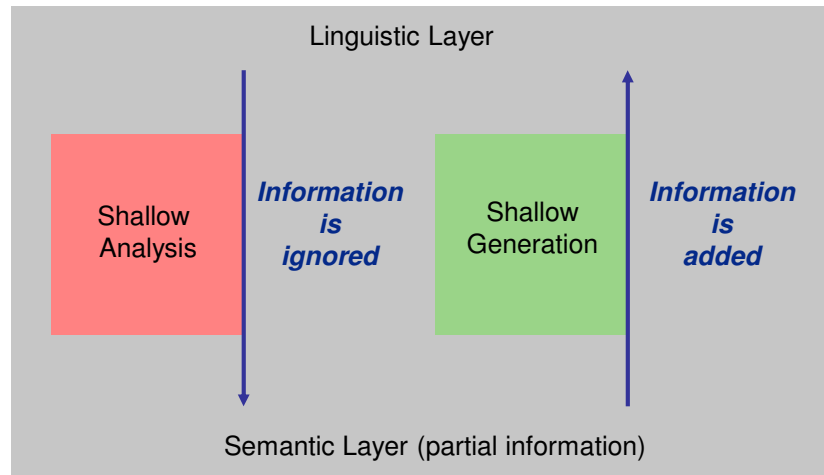 Linguistic Layer
Shallow
Analysis
Information
is
ignored
Shallow
Generation
Information
is
added
Semantic Layer (partial information)